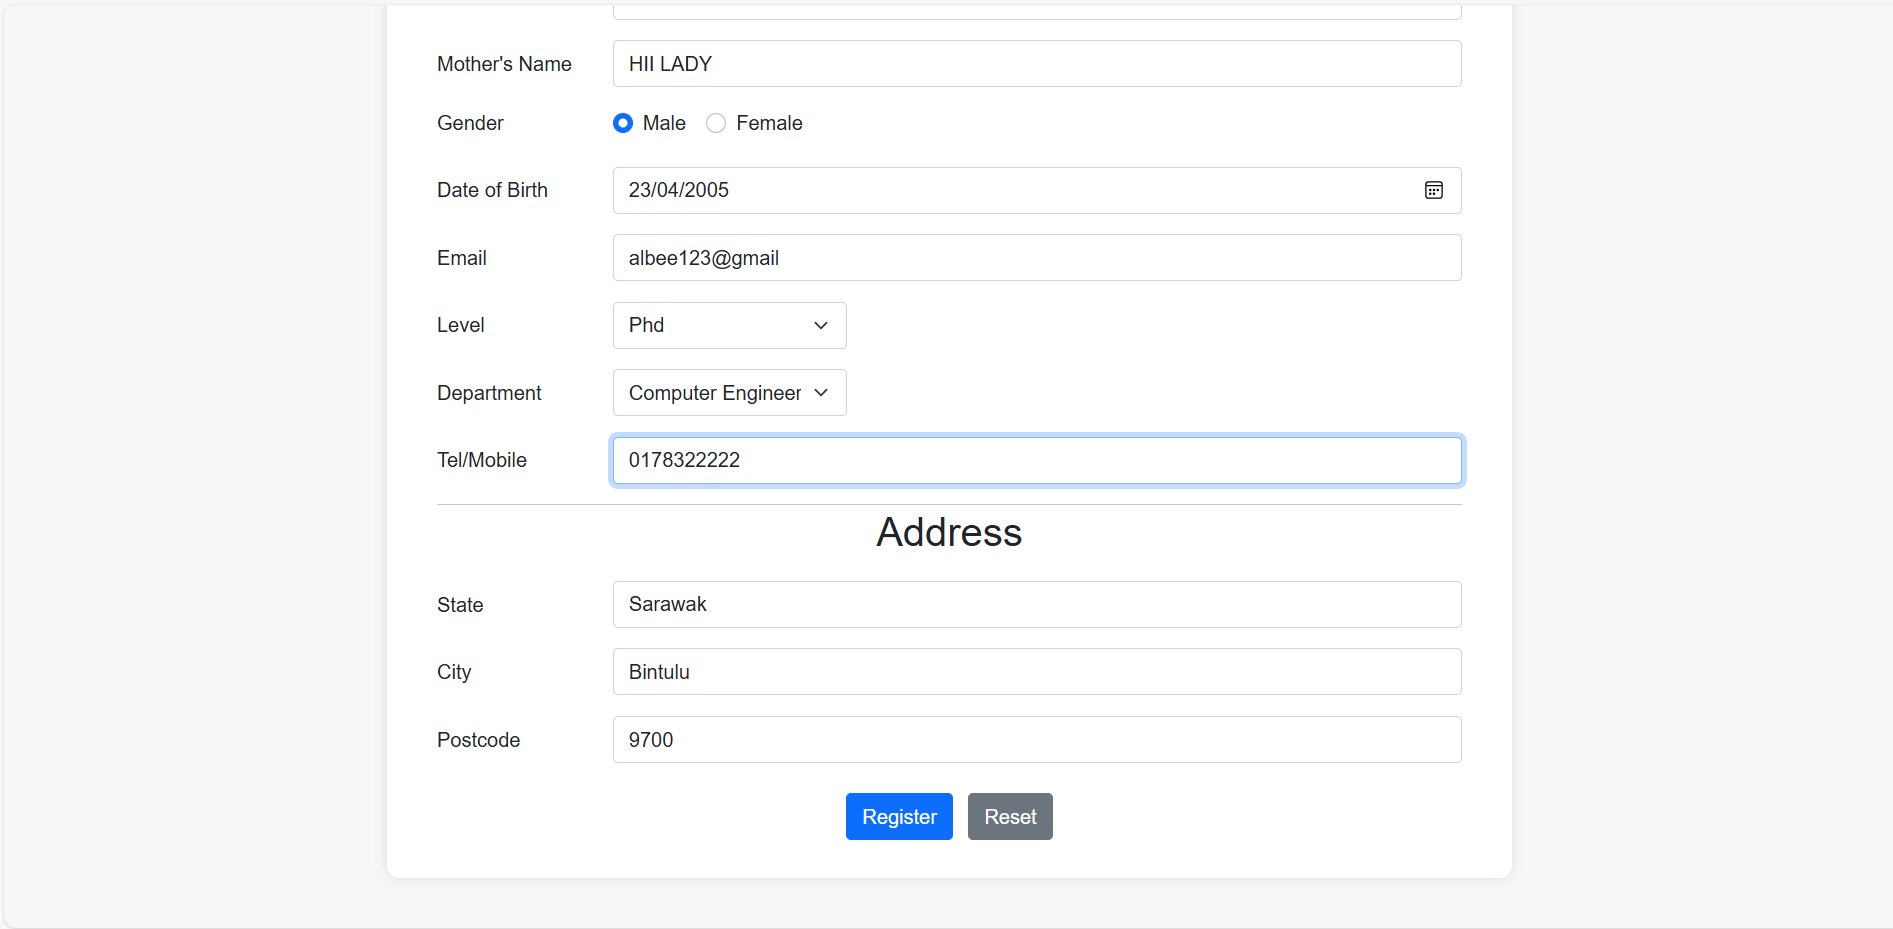 Mother's Name HII LADY
Gender Male Female
Date of Birth 23/04/2005
Email albee123@gmail
Level Phd
Department Computer Engineer
Tel/Mobile 0178322222
Address
State Sarawak
City Bintulu
Postcode 9700
Register Reset